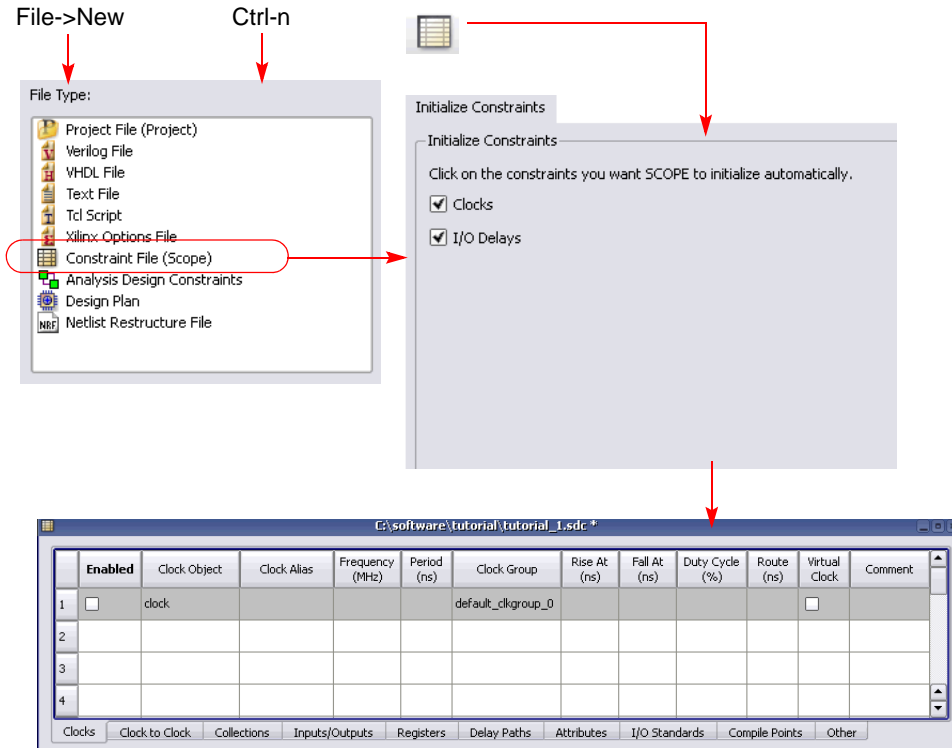 File->New
Ctrl-n
File Type:
Project File (Project)
Verilog File
VHDL File
Text File
Tcl Script
Xilinx Options File
Constraint File (Scope)
Analysis Design Constraints
Design Plan
NRF Netlist Restructure File
Initialize Constraints
Initialize Constraints
Click on the constraints you want SCOPE to initialize automatically.
Clocks
I/O Delays
C:\software\tutorial\tutorial_1.sdc *
Enabled Clock Object Clock Alias Frequency (MHz) Period (ns) Clock Group Rise At (ns) Fall At (ns) Duty Cycle (%) Route (ns) Virtual Clock Comment
1 clock default_clkgroup_0
2
3
4
Clocks Clock to Clock Collections Inputs/Outputs Registers Delay Paths Attributes I/O Standards Compile Points Other